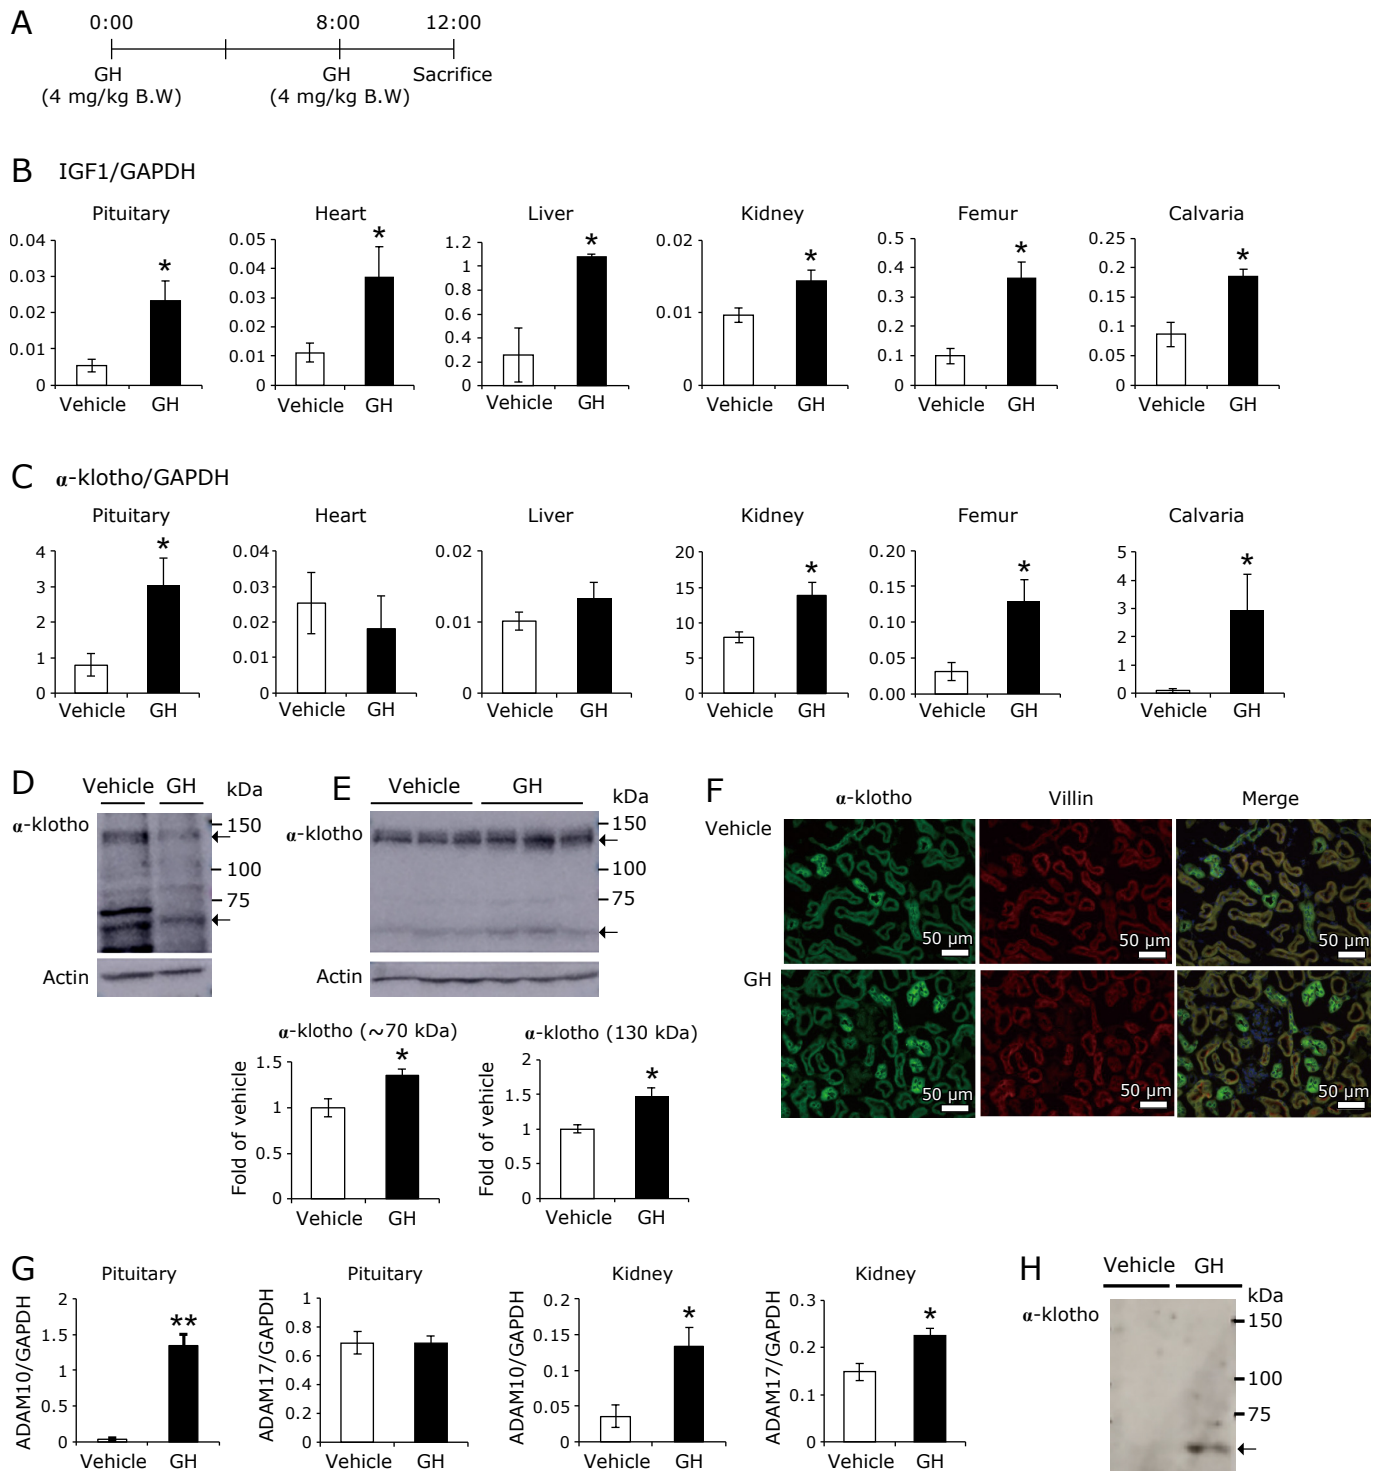 A
0:00 8:00 12:00
GH GH Sacrifice
(4 mg/kg B.W) (4 mg/kg B.W)
B IGF1/GAPDH
Pituitary Heart Liver Kidney Femur Calvaria
0.04 0.03 0.02 0.01 0
*
Vehicle GH
0.05 0.04 0.03 0.02 0.01 0
*
Vehicle GH
1.2 1 0.8 0.6 0.4 0.2 0
*
Vehicle GH
0.02 0.01 0
*
Vehicle GH
0.5 0.4 0.3 0.2 0.1 0
*
Vehicle GH
0.25 0.2 0.15 0.1 0.05 0
*
Vehicle GH
C α-klotho/GAPDH
Pituitary Heart Liver Kidney Femur Calvaria
4 3 2 1 0
*
Vehicle GH
0.04 0.03 0.02 0.01 0
Vehicle GH
0.02 0.01 0
Vehicle GH
20 15 10 5 0
*
Vehicle GH
0.20 0.15 0.10 0.05 0.00
*
Vehicle GH
5 4 3 2 1 0
*
Vehicle GH
D
Vehicle GH kDa
α-klotho
150
100
75
Actin
E
Vehicle GH
kDa
α-klotho
150
100
75
Actin
α-klotho (~70 kDa)
Fold of vehicle
1.5 1 0.5 0
*
Vehicle GH
α-klotho (130 kDa)
Fold of vehicle
2 1.5 1 0.5 0
*
Vehicle GH
F
α-klotho Villin Merge
Vehicle
50 µm 50 µm 50 µm
GH
50 µm 50 µm 50 µm
G
Pituitary
ADAM10/GAPDH
2 1.5 1 0.5 0
**
Vehicle GH
Pituitary
ADAM17/GAPDH
1 0.8 0.6 0.4 0.2 0
Vehicle GH
Kidney
ADAM10/GAPDH
0.2 0.15 0.1 0.05 0.00
*
Vehicle GH
Kidney
ADAM17/GAPDH
0.3 0.2 0.1 0
*
Vehicle GH
H
Vehicle GH
kDa
α-klotho
150
100
75